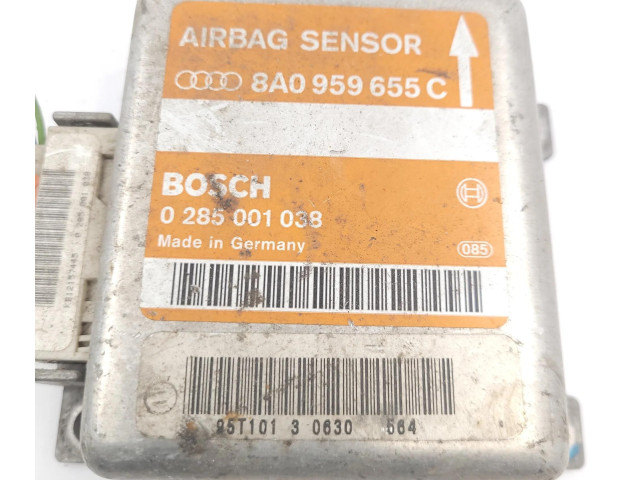 AIRBAG SENSOR
8A0 959 655 C
BOSCH
0 285 001 038
Made in Germany
085
95T101 3 0630 564